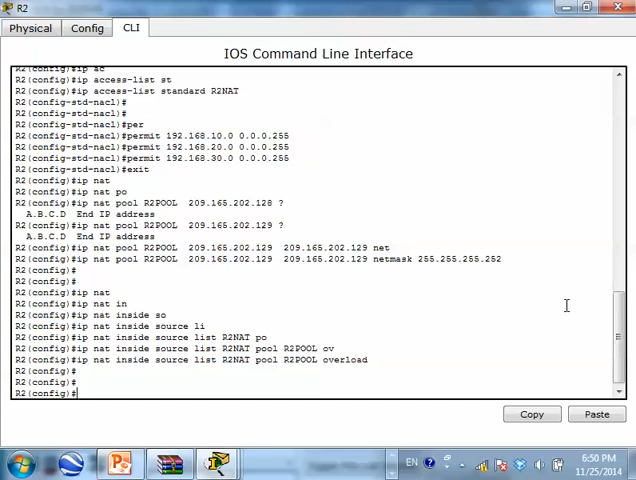 R2
Physical
Config
CLI
IOS Command Line Interface
R2(config)#ip ac
R2(config)#ip access-list st
R2(config)#ip access-list standard R2NAT
R2(config-std-nacl)#
R2(config-std-nacl)#
R2(config-std-nacl)#per
R2(config-std-nacl)#permit 192.168.10.0 0.0.0.255
R2(config-std-nacl)#permit 192.168.20.0 0.0.0.255
R2(config-std-nacl)#permit 192.168.30.0 0.0.0.255
R2(config-std-nacl)#exit
R2(config)#ip nat
R2(config)#ip nat po
R2(config)#ip nat pool R2POOL  209.165.202.128 ?
A.B.C.D  End IP address
R2(config)#ip nat pool R2POOL  209.165.202.129 ?
A.B.C.D  End IP address
R2(config)#ip nat pool R2POOL  209.165.202.129  209.165.202.129 net
R2(config)#ip nat pool R2POOL  209.165.202.129  209.165.202.129 netmask 255.255.255.252
R2(config)#
R2(config)#
R2(config)#ip nat
R2(config)#ip nat in
R2(config)#ip nat inside so
R2(config)#ip nat inside source li
R2(config)#ip nat inside source list R2NAT po
R2(config)#ip nat inside source list R2NAT pool R2POOL ov
R2(config)#ip nat inside source list R2NAT pool R2POOL overload
R2(config)#
R2(config)#
R2(config)#
Copy
Paste
EN
6:50 PM
11/25/2014